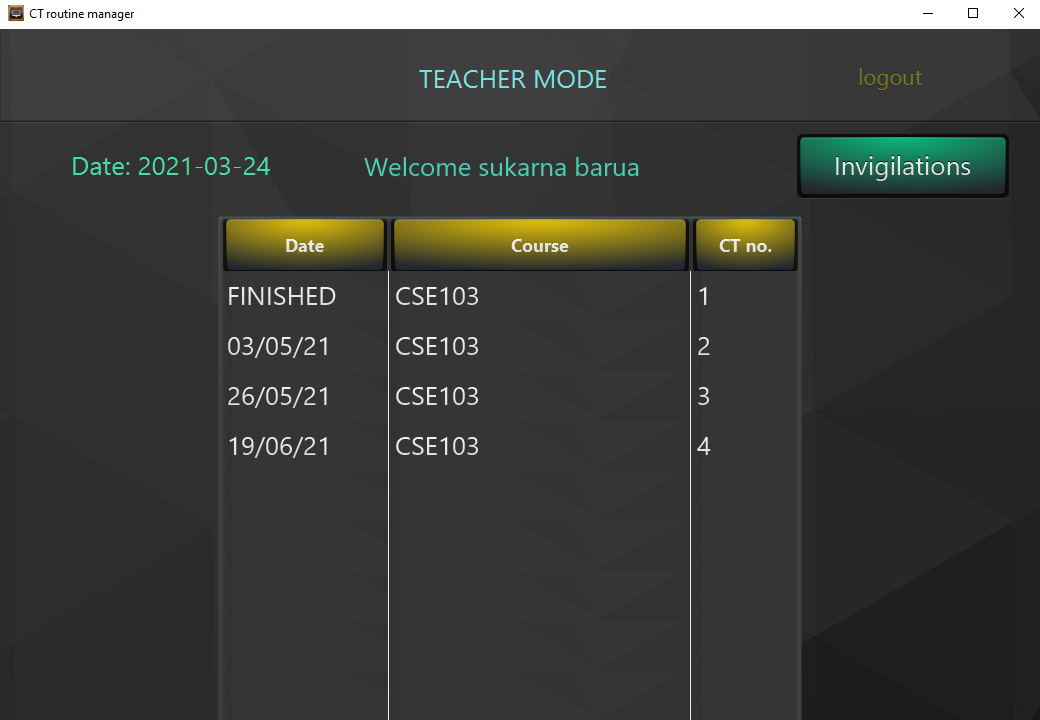 CT routine manager
TEACHER MODE
logout
Date: 2021-03-24
Welcome sukarna barua
Invigilations
Date Course CT no.
FINISHED CSE103 1
03/05/21 CSE103 2
26/05/21 CSE103 3
19/06/21 CSE103 4